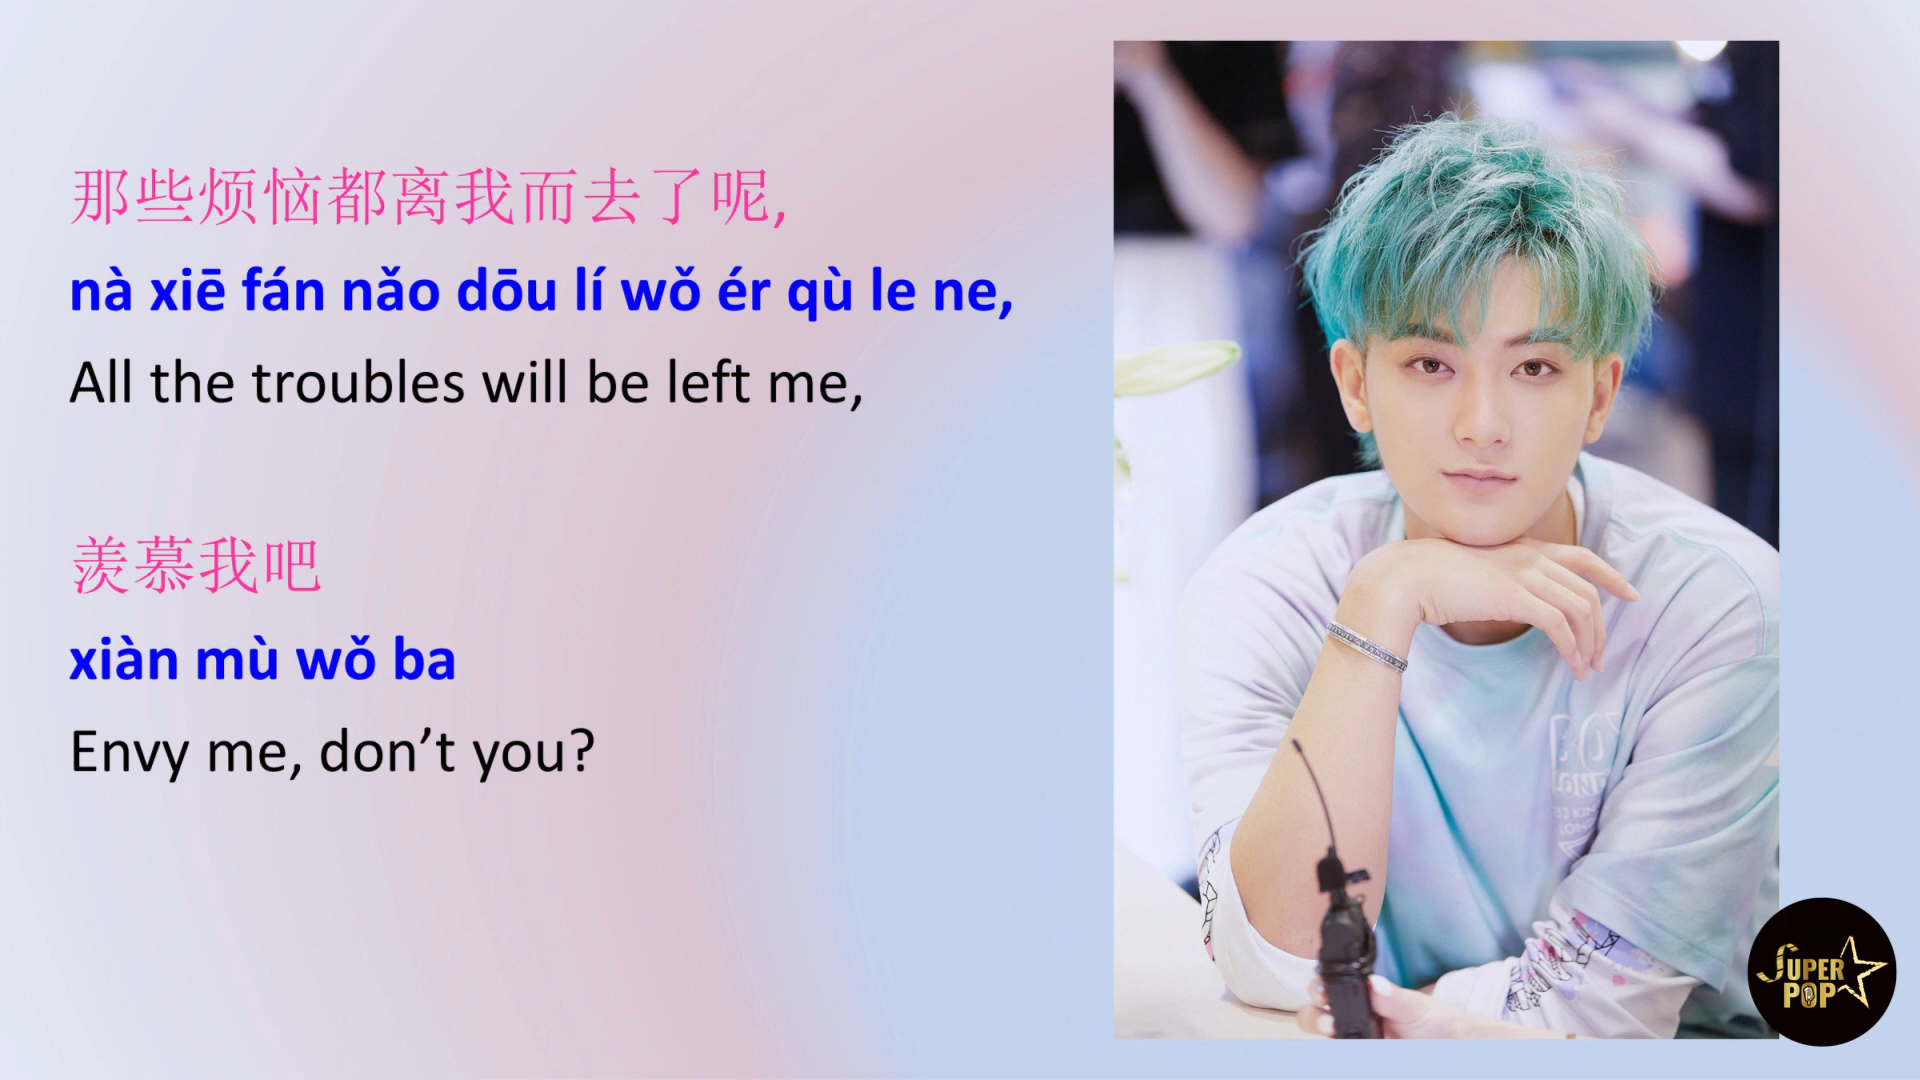 那些烦恼都离我而去了呢,
nà xiē fán nǎo dōu lí wǒ ér qù le ne,
All the troubles will be left me,
羡慕我吧
xiàn mù wǒ ba
Envy me, don’t you?
SUPER
POP